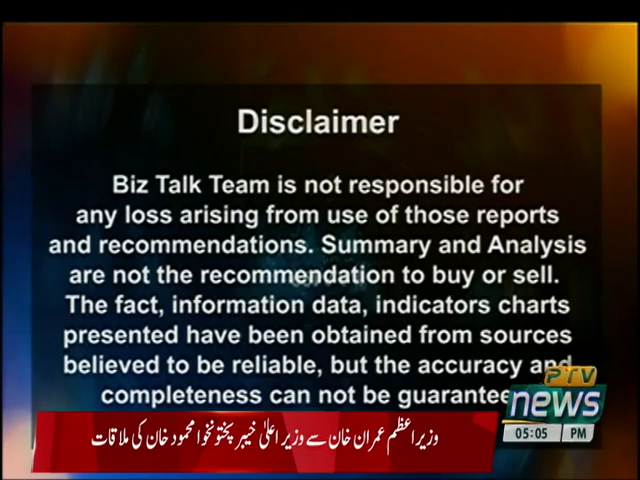 Disclaimer
Biz Talk Team is not responsible for
any loss arising from use of those reports
and recommendations. Summary and Analysis
are not the recommendation to buy or sell.
The fact, information data, indicators charts
presented have been obtained from sources
believed to be reliable, but the accuracy and
completeness can not be guarantee
PTV
news
05:05 PM
وزیراعظم عمران خان سے وزیر اعلیٰ خیبر پختونخوا محمود خان کی ملاقات